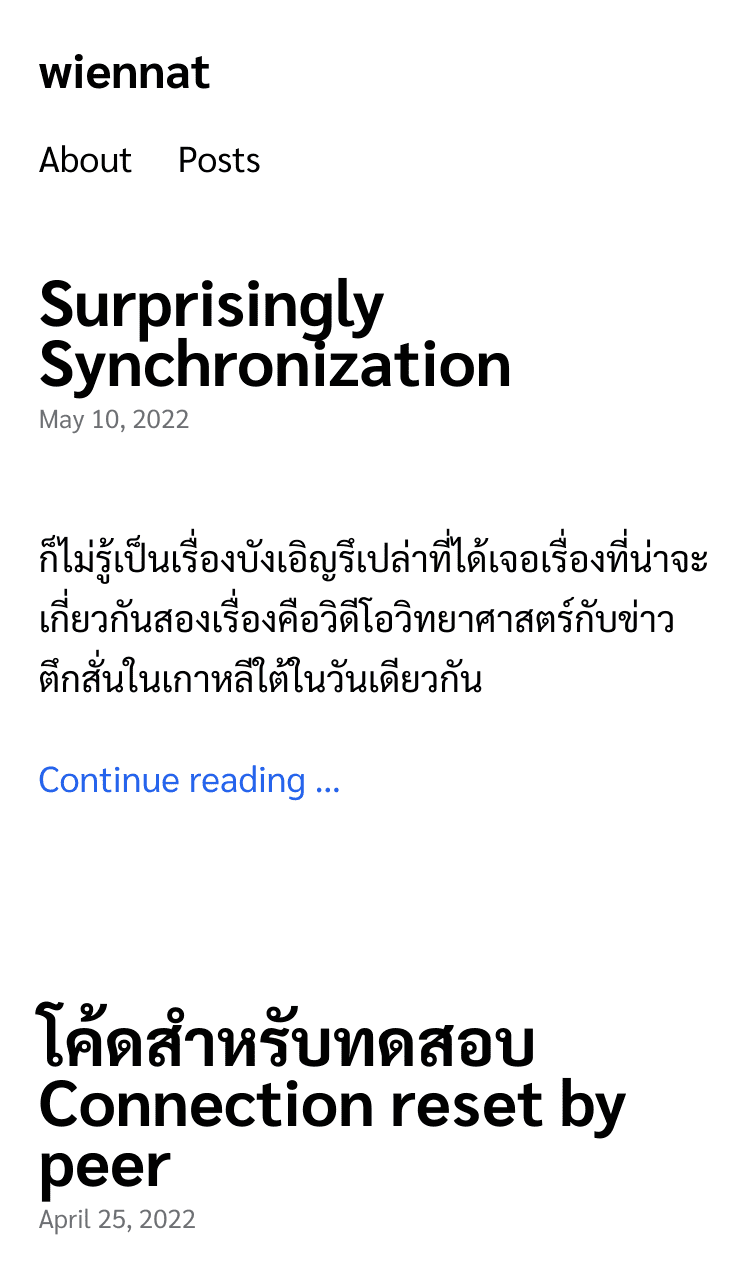 wiennat
About Posts
Surprisingly
Synchronization
May 10, 2022
ก็ไม่รู้เป็นเรื่องบังเอิญรึเปล่าที่ได้เจอเรื่องที่น่าจะ
เกี่ยวกันสองเรื่องคือวิดีโอวิทยาศาสตร์กับข่าว
ตึกสั่นในเกาหลีใต้ในวันเดียวกัน
Continue reading ...
โค้ดสำหรับทดสอบ
Connection reset by
peer
April 25, 2022